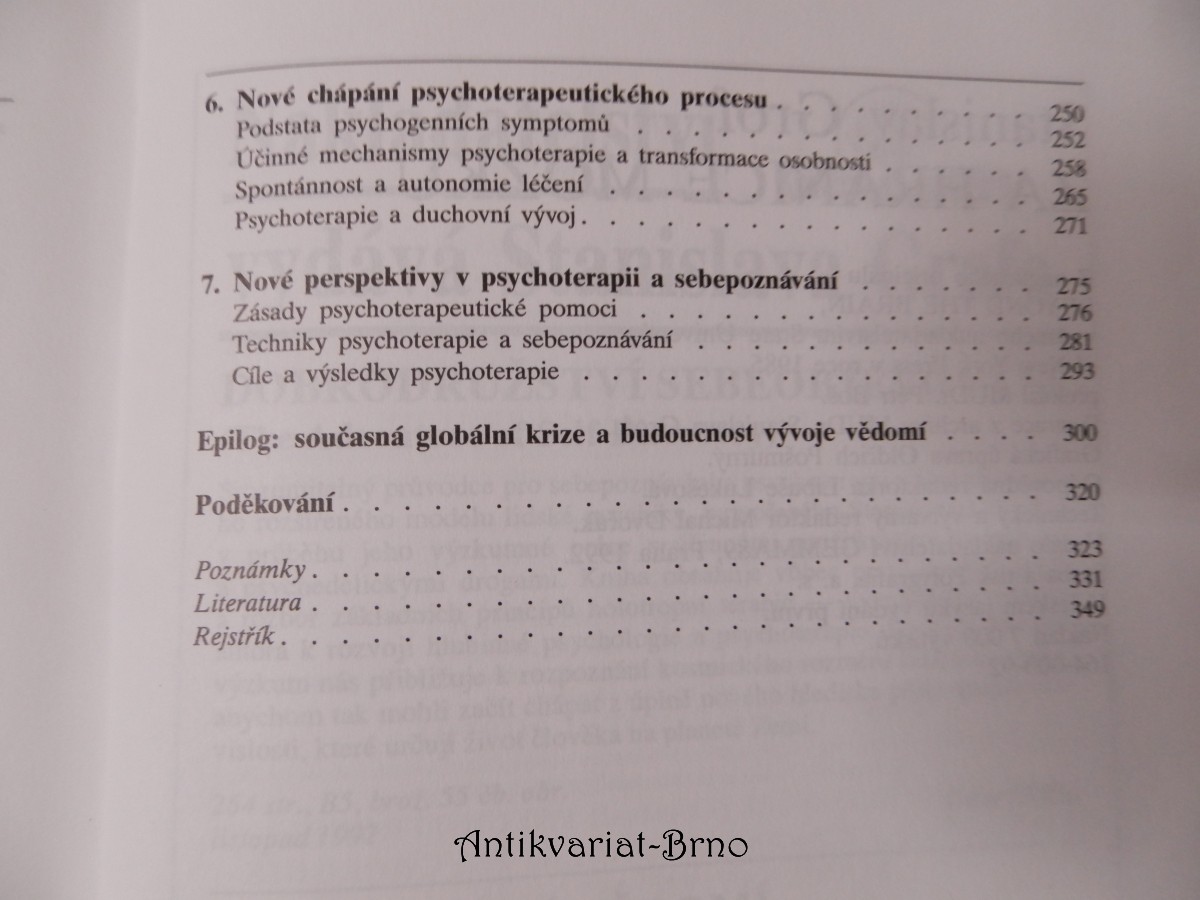 6. Nové chápání psychoterapeutického procesu . . . . . . . . . . 250
Podstata psychogenních symptomů . . . . . . . . . . . . . . 252
Účinné mechanismy psychoterapie a transformace osobnosti . . . . . . 258
Spontánnost a autonomie léčení . . . . . . . . . . . . . . . 265
Psychoterapie a duchovní vývoj . . . . . . . . . . . . . . . . 271
7. Nové perspektivy v psychoterapii a sebepoznávání . . . . . . . 275
Zásady psychoterapeutické pomoci . . . . . . . . . . . . . . 276
Techniky psychoterapie a sebepoznávání . . . . . . . . . . . . 281
Cíle a výsledky psychoterapie . . . . . . . . . . . . . . . . 293
Epilog: současná globální krize a budoucnost vývoje vědomí . . . . 300
Poděkování . . . . . . . . . . . . . . . . . . . . . . . 320
Poznámky . . . . . . . . . . . . . . . . . . . . . . . . 323
Literatura . . . . . . . . . . . . . . . . . . . . . . . . 331
Rejstřík . . . . . . . . . . . . . . . . . . . . . . . . . 349
Antikvariat-Brno